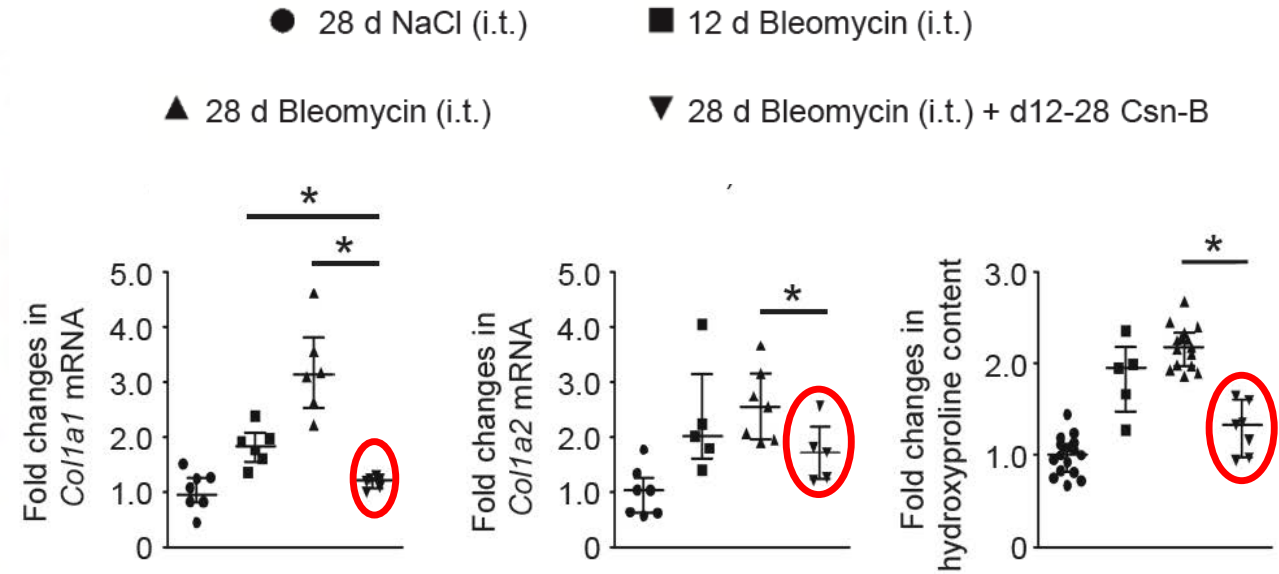 ● 28 d NaCl (i.t.) ■ 12 d Bleomycin (i.t.)
▲ 28 d Bleomycin (i.t.) ▼ 28 d Bleomycin (i.t.) + d12-28 Csn-B
Fold changes in
Col1a1 mRNA
*
*
5.0
4.0
3.0
2.0
1.0
0
Fold changes in
Col1a2 mRNA
,
*
5.0
4.0
3.0
2.0
1.0
0
Fold changes in
hydroxyproline content
*
3.0
2.0
1.0
0